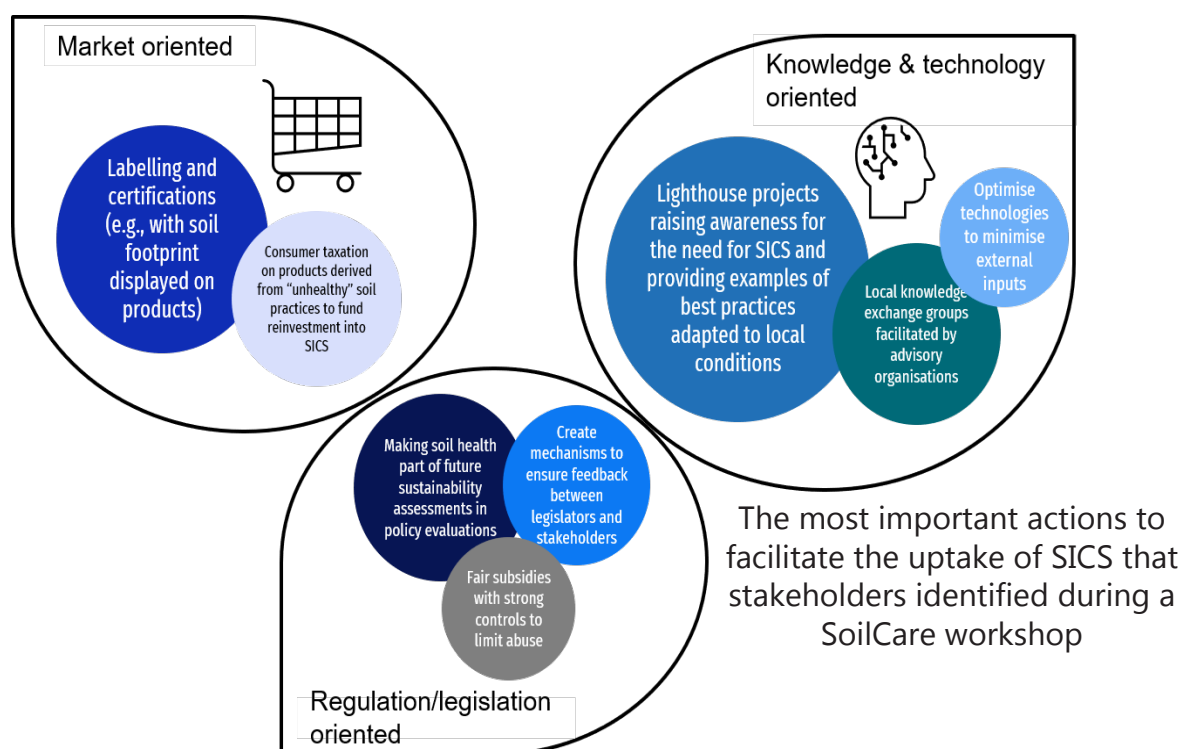 Market oriented
Labelling and
certifications
(e.g., with soil
footprint
displayed on
products)
Consumer taxation
on products derived
from “unhealthy” soil
practices to fund
reinvestment into
SICS
Knowledge & technology
oriented
Lighthouse projects
raising awareness for
the need for SICS and
providing examples of
best practices
adapted to local
conditions
Local knowledge
exchange groups
facilitated by
advisory
organisations
Optimise
technologies
to minimise
external
inputs
Making soil health
part of future
sustainability
assessments in
policy evaluations
Create
mechanisms to
ensure feedback
between
legislators and
stakeholders
Fair subsidies
with strong
controls to
limit abuse
Regulation/legislation
oriented
The most important actions to
facilitate the uptake of SICS that
stakeholders identified during a
SoilCare workshop